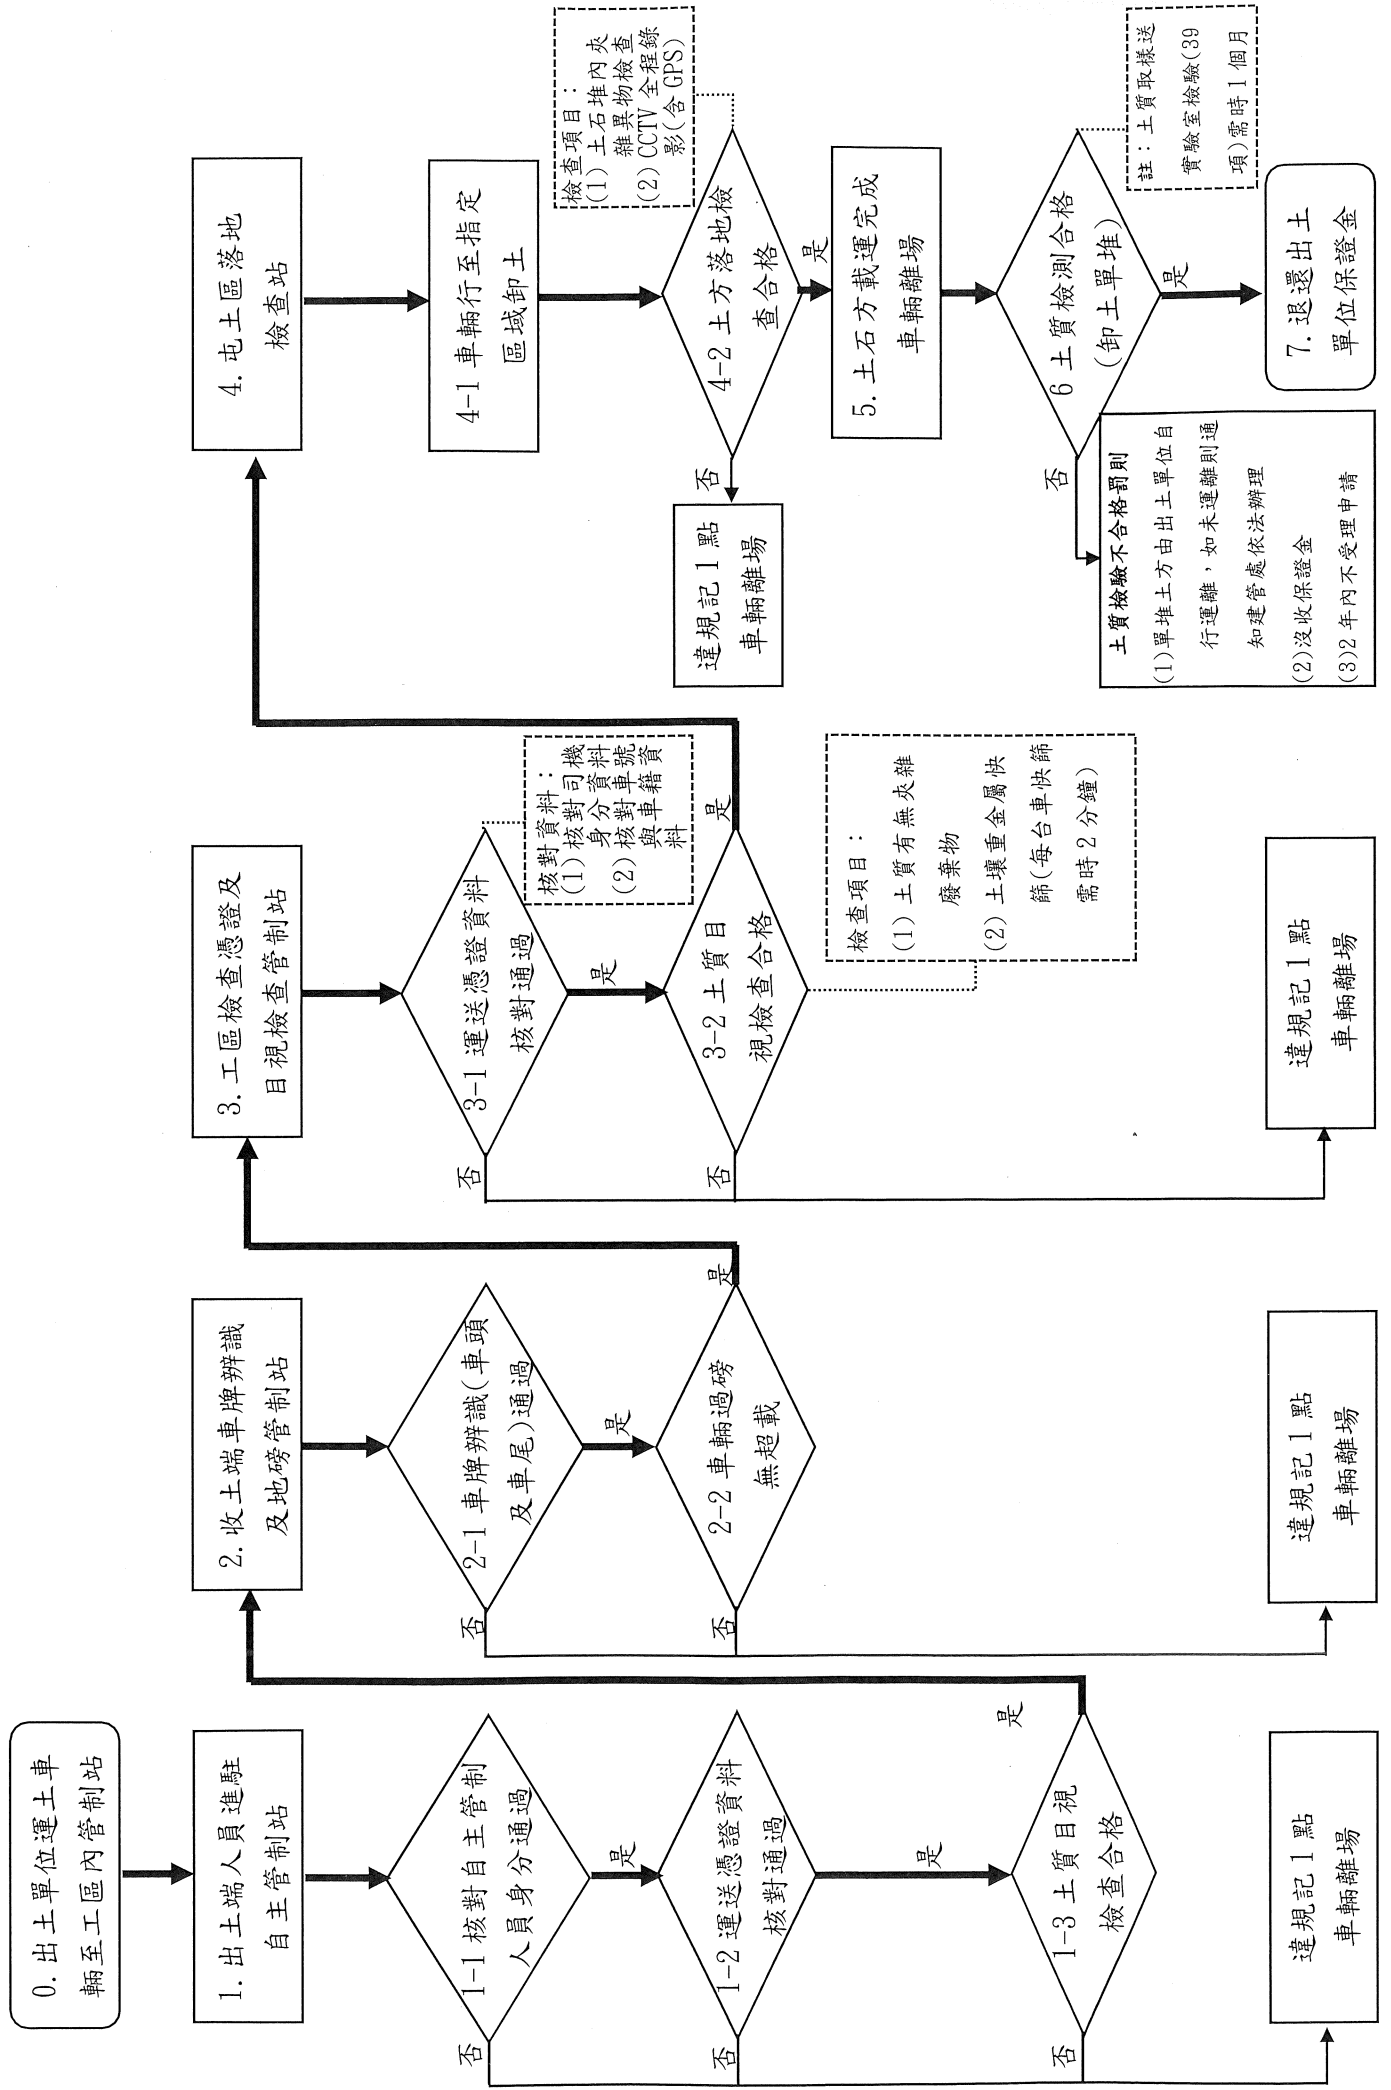 0.出土單位運土車
輛至工區內管制站
1.出土端人員進駐
自主管制站
1-1核對自主管制
人員身分通過
否
是
1-2運送憑證資料
核對通過
否
是
1-3土質目視
檢查合格
否
是
違規記1點
車輛離場
2.收土端車牌辨識
及地磅管制站
2-1車牌辨識(車頭
及車尾)通過
否
是
2-2車輛過磅
無超載
否
是
違規記1點
車輛離場
3.工區檢查憑證及
目視檢查管制站
3-1運送憑證資料
核對通過
否
是
核對資料：
(1)核對司機
身分資料
(2)核對車號
與車籍資
料
3-2土質目
視檢查合格
否
是
檢查項目：
(1)土質有無夾雜
廢棄物
(2)土壤重金屬快
篩(每台車快篩
需時2分鐘)
違規記1點
車輛離場
4.屯土區落地
檢查站
4-1車輛行至指定
區域卸土
檢查項目：
(1)土石堆內夾
雜異物檢查
(2)CCTV全程錄
影(含GPS)
4-2土方落地檢
查合格
否
是
違規記1點
車輛離場
5.土石方載運完成
車輛離場
6土質檢測合格
(卸土單堆)
否
是
註：土質取樣送
實驗室檢驗(39
項)需時1個月
土質檢驗不合格罰則
(1)單堆土方由出土單位自
行運離，如未運離則通
知建管處依法辦理
(2)沒收保證金
(3)2年內不受理申請
7.退還出土
單位保證金